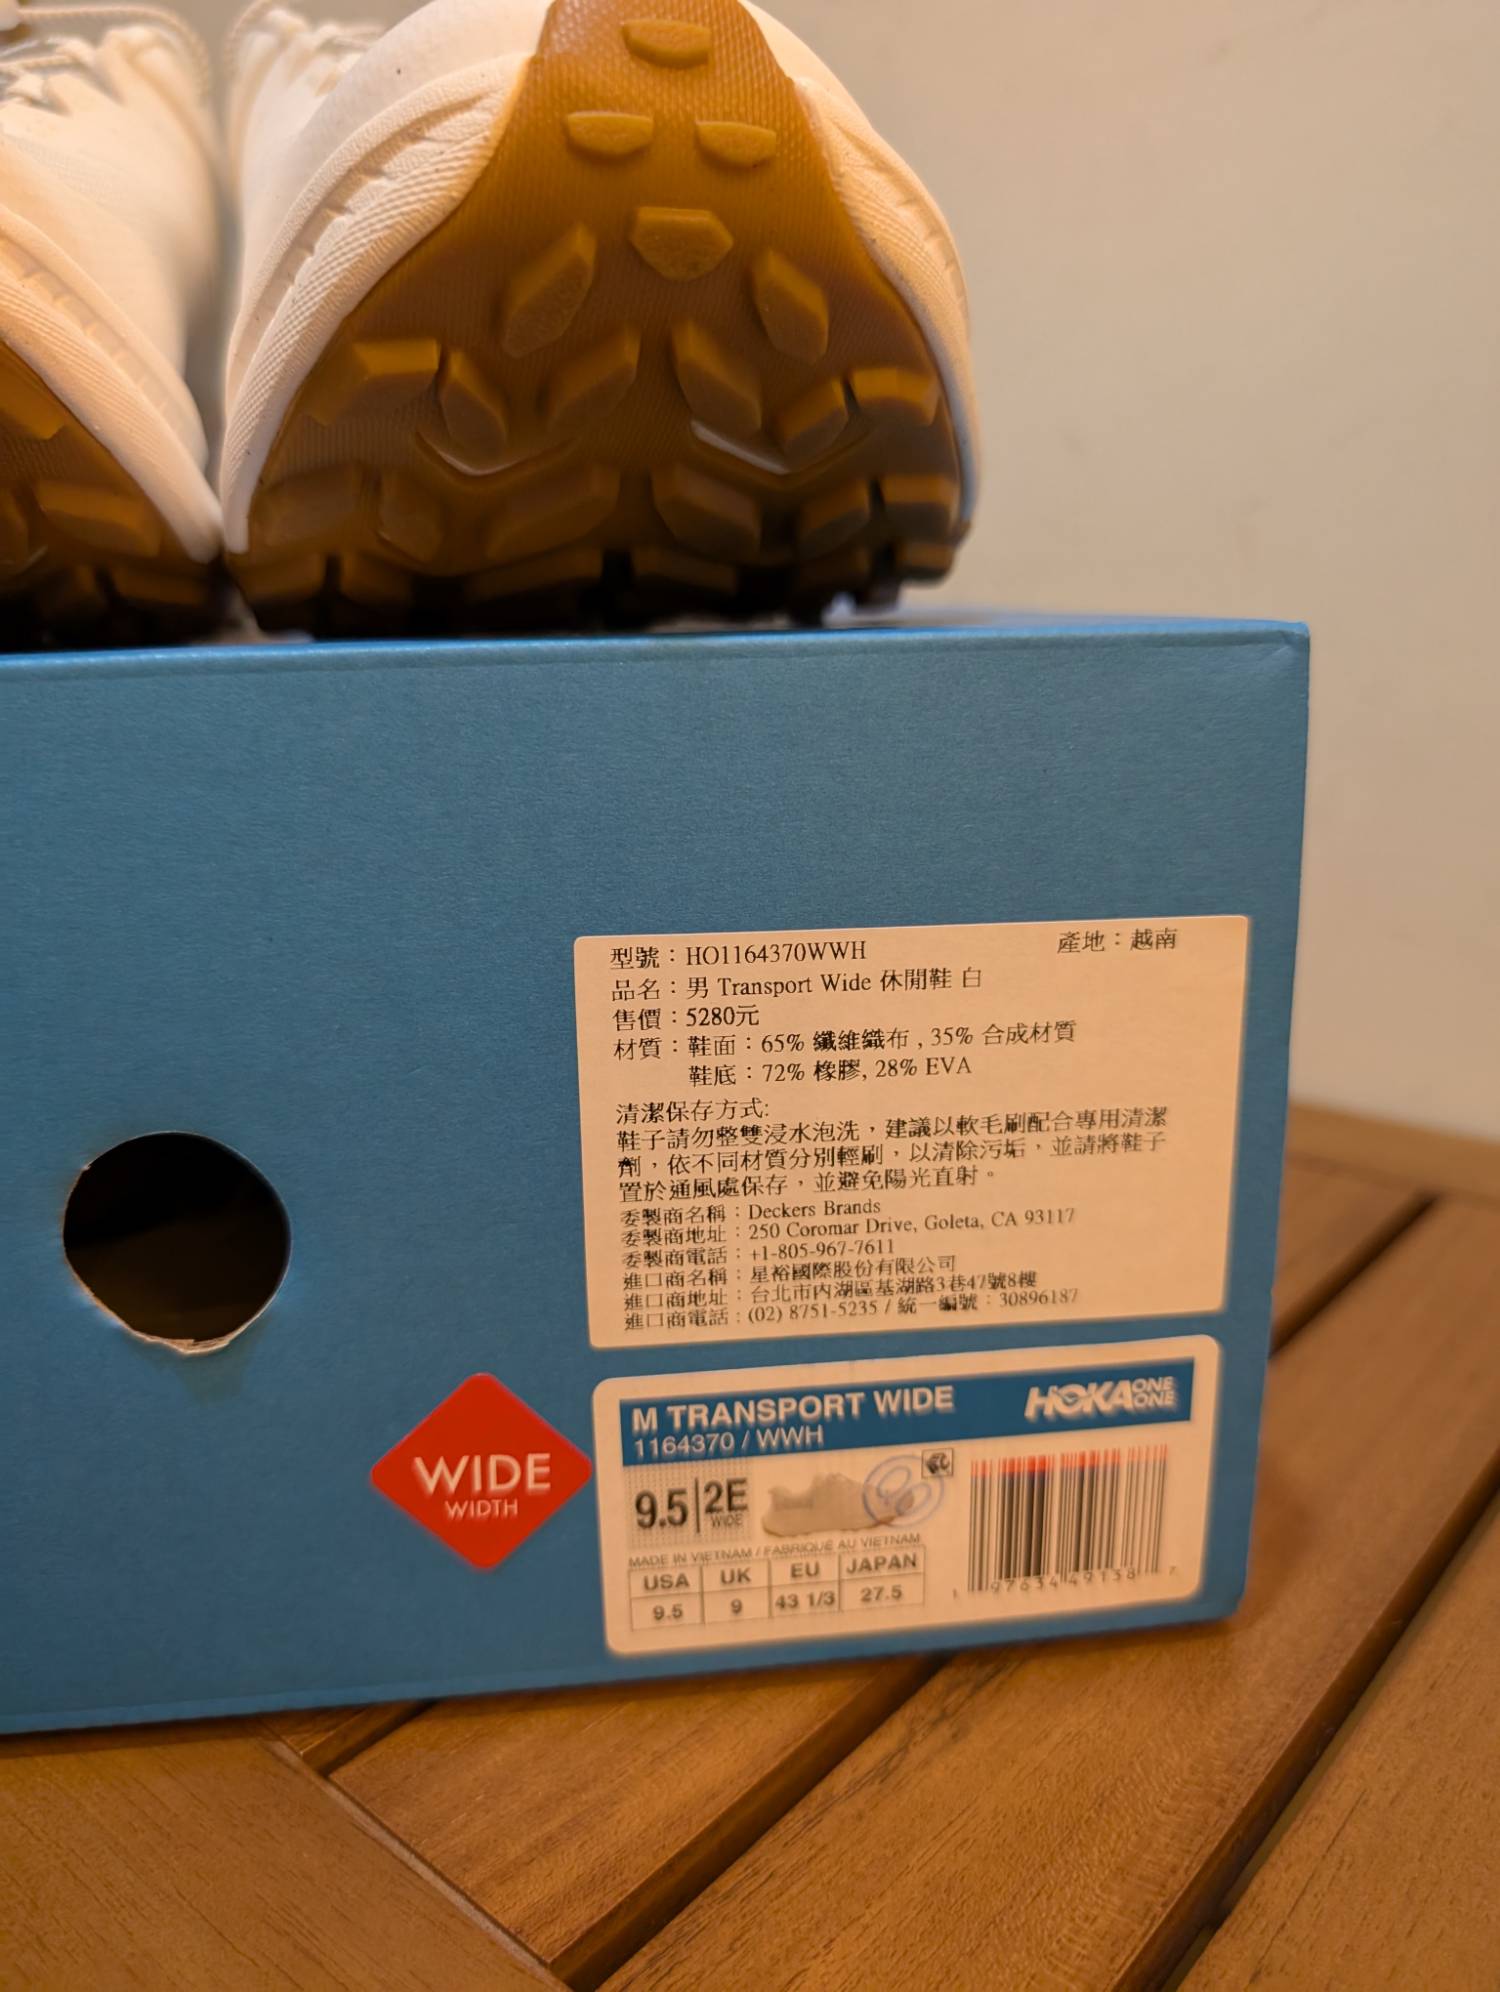 型號：HO1164370WWH 產地：越南
品名：男 Transport Wide 休閒鞋 白
售價：5280元
材質：鞋面：65% 纖維織布 , 35% 合成材質
鞋底：72% 橡膠, 28% EVA
清潔保存方式:
鞋子請勿整雙浸水泡洗，建議以軟毛刷配合專用清潔
劑，依不同材質分別輕刷，以清除污垢，並請將鞋子
置於通風處保存，並避免陽光直射。
委製商名稱：Deckers Brands
委製商地址：250 Coromar Drive, Goleta, CA 93117
委製商電話：+1-805-967-7611
進口商名稱：星裕國際股份有限公司
進口商地址：台北市內湖區基湖路3巷47號8樓
進口商電話：(02) 8751-5235 / 統一編號：30896187
WIDE
WIDTH
M TRANSPORT WIDE
1164370 / WWH
HOKA ONE ONE
9.5 | 2E
WIDE
MADE IN VIETNAM / FABRIQUÉ AU VIETNAM
USA UK EU JAPAN
9.5 9 43 1/3 27.5
1 97634 49138 7